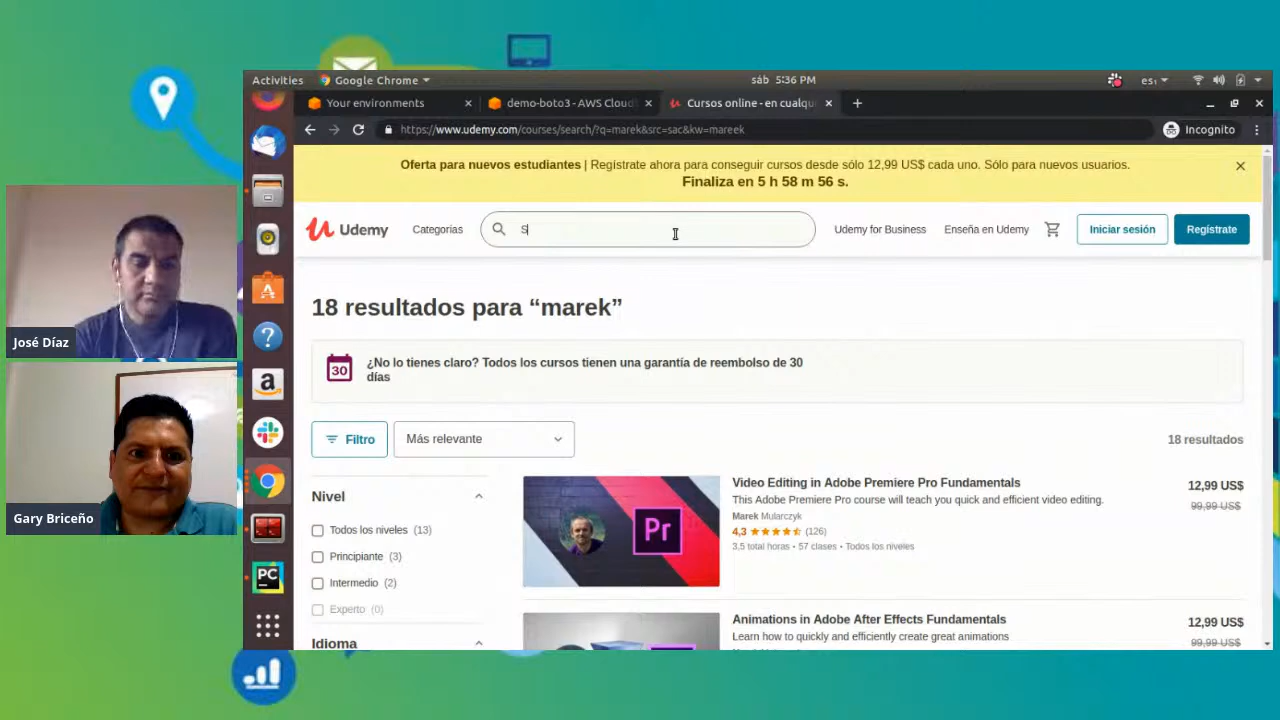 Activities
Google Chrome
sáb 5:36 PM
es₁
Your environments
demo-boto3 - AWS Cloud
Cursos online - en cualqu
https://www.udemy.com/courses/search/?q=marek&src=sac&kw=mareek
Incognito
Oferta para nuevos estudiantes | Regístrate ahora para conseguir cursos desde sólo 12,99 US$ cada uno. Sólo para nuevos usuarios.
Finaliza en 5 h 58 m 56 s.
Udemy
Categorías
S
Udemy for Business
Enseña en Udemy
Iniciar sesión
Regístrate
18 resultados para “marek”
30
¿No lo tienes claro? Todos los cursos tienen una garantía de reembolso de 30
días
Filtro
Más relevante
18 resultados
Nivel
Todos los niveles (13)
Principiante (3)
Intermedio (2)
Experto (0)
Idioma
Pr
Video Editing in Adobe Premiere Pro Fundamentals
This Adobe Premiere Pro course will teach you quick and efficient video editing.
Marek Mularczyk
4,3 (126)
3,5 total horas • 57 clases • Todos los niveles
12,99 US$
99,99 US$
Animations in Adobe After Effects Fundamentals
Learn how to quickly and efficiently create great animations
12,99 US$
99,99 US$
José Díaz
Gary Briceño
PC